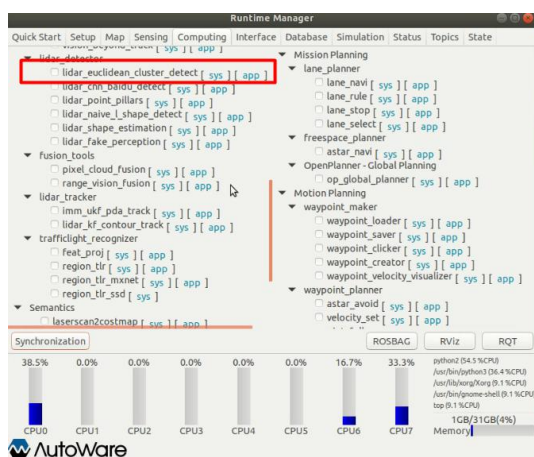 Runtime Manager
Quick Start Setup Map Sensing Computing Interface Database Simulation Status Topics State
vision_beyond_track [ sys ] [ app ]
lidar_detector
lidar_euclidean_cluster_detect [ sys ] [ app ]
lidar_cnn_baidu_detect [ sys ] [ app ]
lidar_point_pillars [ sys ] [ app ]
lidar_naive_l_shape_detect [ sys ] [ app ]
lidar_shape_estimation [ sys ] [ app ]
lidar_fake_perception [ sys ] [ app ]
fusion_tools
pixel_cloud_fusion [ sys ] [ app ]
range_vision_fusion [ sys ] [ app ]
lidar_tracker
imm_ukf_pda_track [ sys ] [ app ]
lidar_kf_contour_track [ sys ] [ app ]
trafficlight_recognizer
feat_proj [ sys ] [ app ]
region_tlr [ sys ] [ app ]
region_tlr_mxnet [ sys ] [ app ]
region_tlr_ssd [ sys ]
Semantics
laserscan2costmap [ sys ] [ app ]
Mission Planning
lane_planner
lane_navi [ sys ] [ app ]
lane_rule [ sys ] [ app ]
lane_stop [ sys ] [ app ]
lane_select [ sys ] [ app ]
freespace_planner
astar_navi [ sys ] [ app ]
OpenPlanner - Global Planning
op_global_planner [ sys ] [ app ]
Motion Planning
waypoint_maker
waypoint_loader [ sys ] [ app ]
waypoint_saver [ sys ] [ app ]
waypoint_clicker [ sys ] [ app ]
waypoint_creator [ sys ] [ app ]
waypoint_velocity_visualizer [ sys ] [ app ]
waypoint_planner
astar_avoid [ sys ] [ app ]
velocity_set [ sys ] [ app ]
Synchronization ROSBAG RViz RQT
38.5% 0.0% 0.0% 0.0% 0.0% 0.0% 16.7% 33.3%
CPU0 CPU1 CPU2 CPU3 CPU4 CPU5 CPU6 CPU7
python2 (54.5 %CPU)
/usr/bin/python3 (36.4 %CPU)
/usr/lib/xorg/Xorg (9.1 %CPU)
/usr/bin/gnome-shell (9.1 %CPU)
top (9.1 %CPU)
1GB/31GB(4%)
Memory
AutoWare